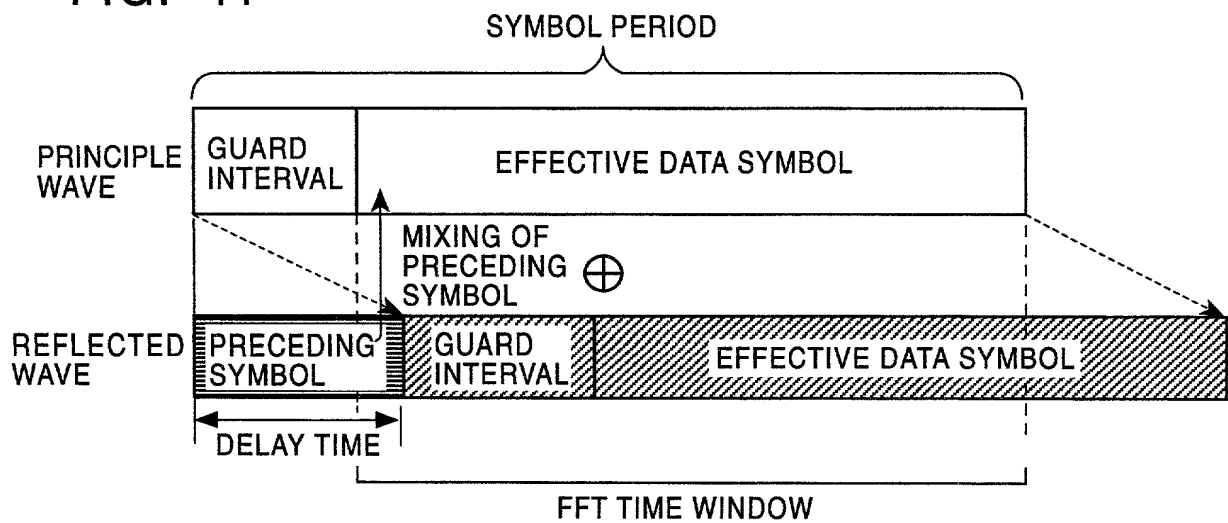 SYMBOL PERIOD
PRINCIPLE
WAVE
GUARD
INTERVAL
EFFECTIVE DATA SYMBOL
MIXING OF
PRECEDING
SYMBOL
REFLECTED
WAVE
PRECEDING
SYMBOL
GUARD
INTERVAL
EFFECTIVE DATA SYMBOL
DELAY TIME
FFT TIME WINDOW